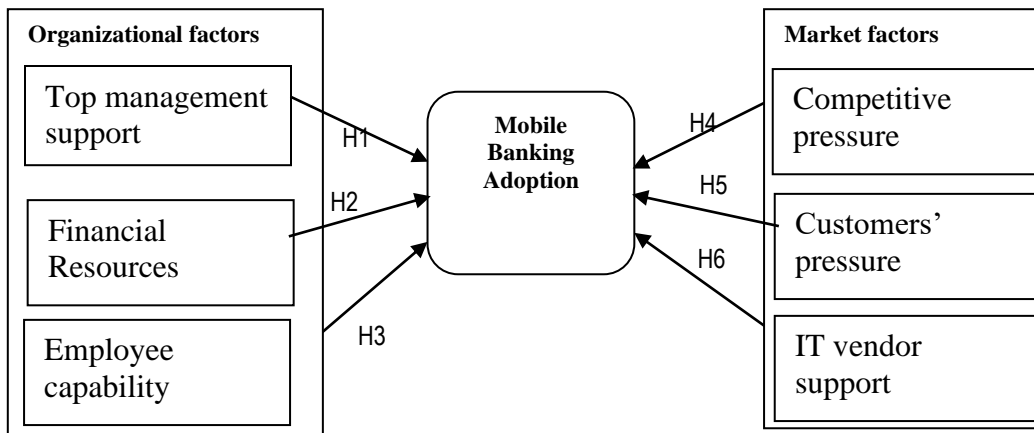 Organizational factors
Top management
support
H1
Financial
Resources
H2
Employee
capability
H3
Mobile
Banking
Adoption
Market factors
Competitive
pressure
H4
Customers’
pressure
H5
IT vendor
support
H6